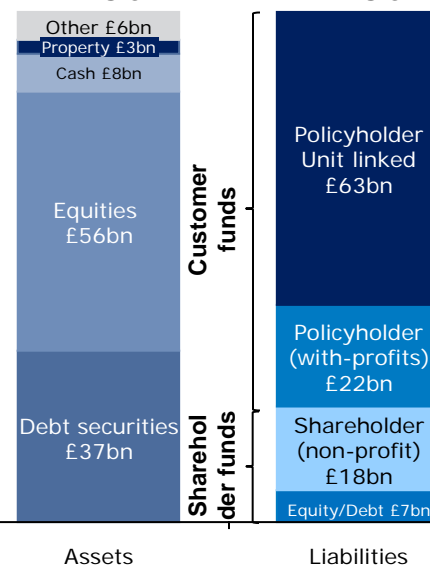 Other £6bn
Property £3bn
Cash £8bn
Equities
£56bn
Debt securities
£37bn
Assets
Customer
funds
Sharehol
der funds
Policyholder
Unit linked
£63bn
Policyholder
(with-profits)
£22bn
Shareholder
(non-profit)
£18bn
Equity/Debt £7bn
Liabilities